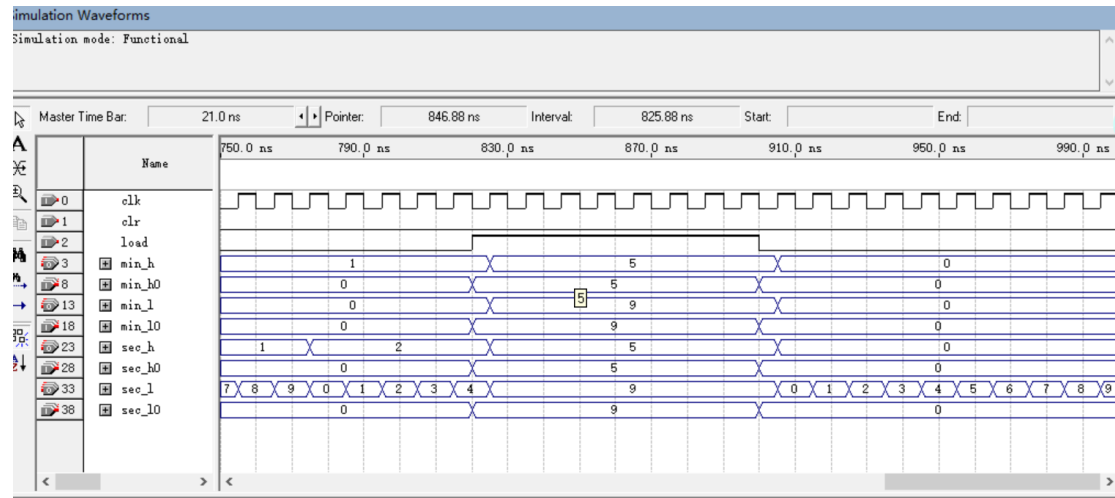 Simulation Waveforms
Simulation mode: Functional
Master Time Bar: 21.0 ns Pointer: 846.88 ns Interval: 825.88 ns Start: End:
Name 750.0 ns 790.0 ns 830.0 ns 870.0 ns 910.0 ns 950.0 ns 990.0 ns
0 clk
1 clr
2 load
3 min_h 1 5 0
8 min_h0 0 5 0
5
13 min_l 0 9 0
18 min_l0 0 9 0
23 sec_h 1 2 5 0
28 sec_h0 0 5 0
33 sec_l 7 8 9 0 1 2 3 4 9 0 1 2 3 4 5 6 7 8 9
38 sec_l0 0 9 0